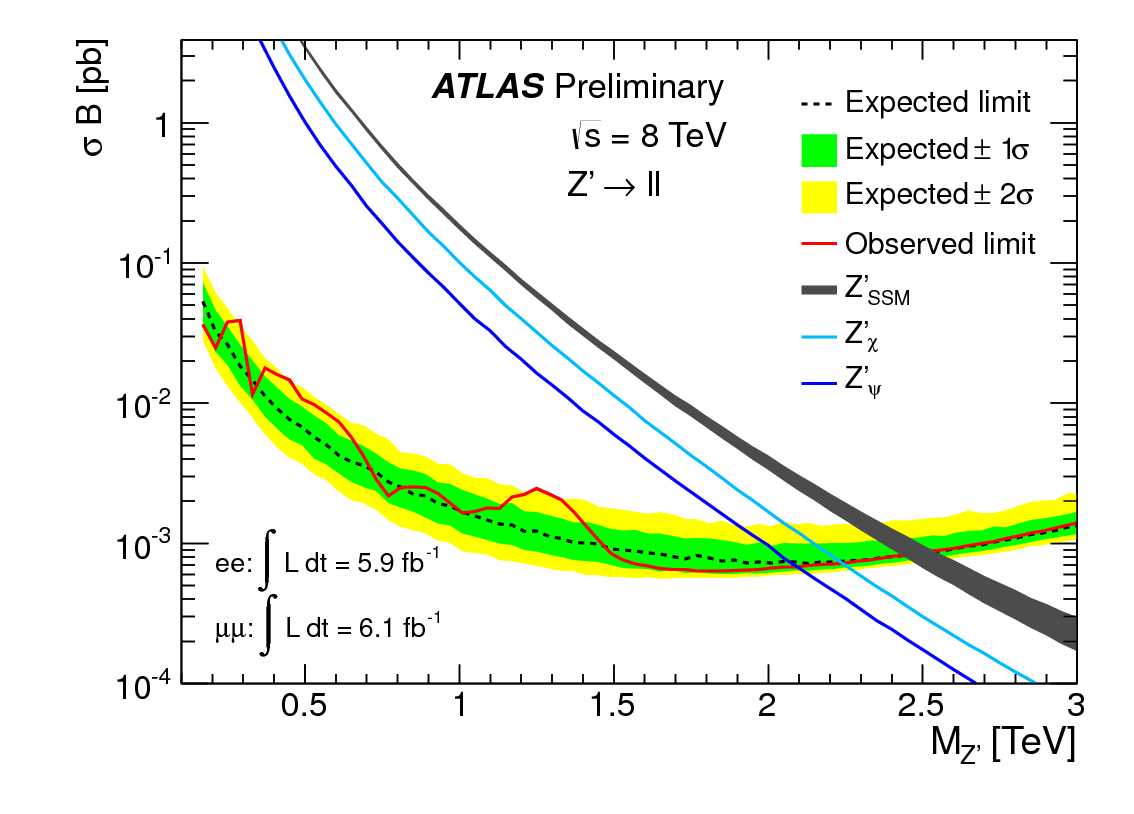 σ B [pb]
ATLAS Preliminary
√s = 8 TeV
Z' → ll
Expected limit
Expected ± 1σ
Expected ± 2σ
Observed limit
Z'SSM
Z'χ
Z'ψ
1
10⁻¹
10⁻²
10⁻³
10⁻⁴
ee: ∫ L dt = 5.9 fb⁻¹
μμ: ∫ L dt = 6.1 fb⁻¹
0.5 1 1.5 2 2.5 3
MZ' [TeV]